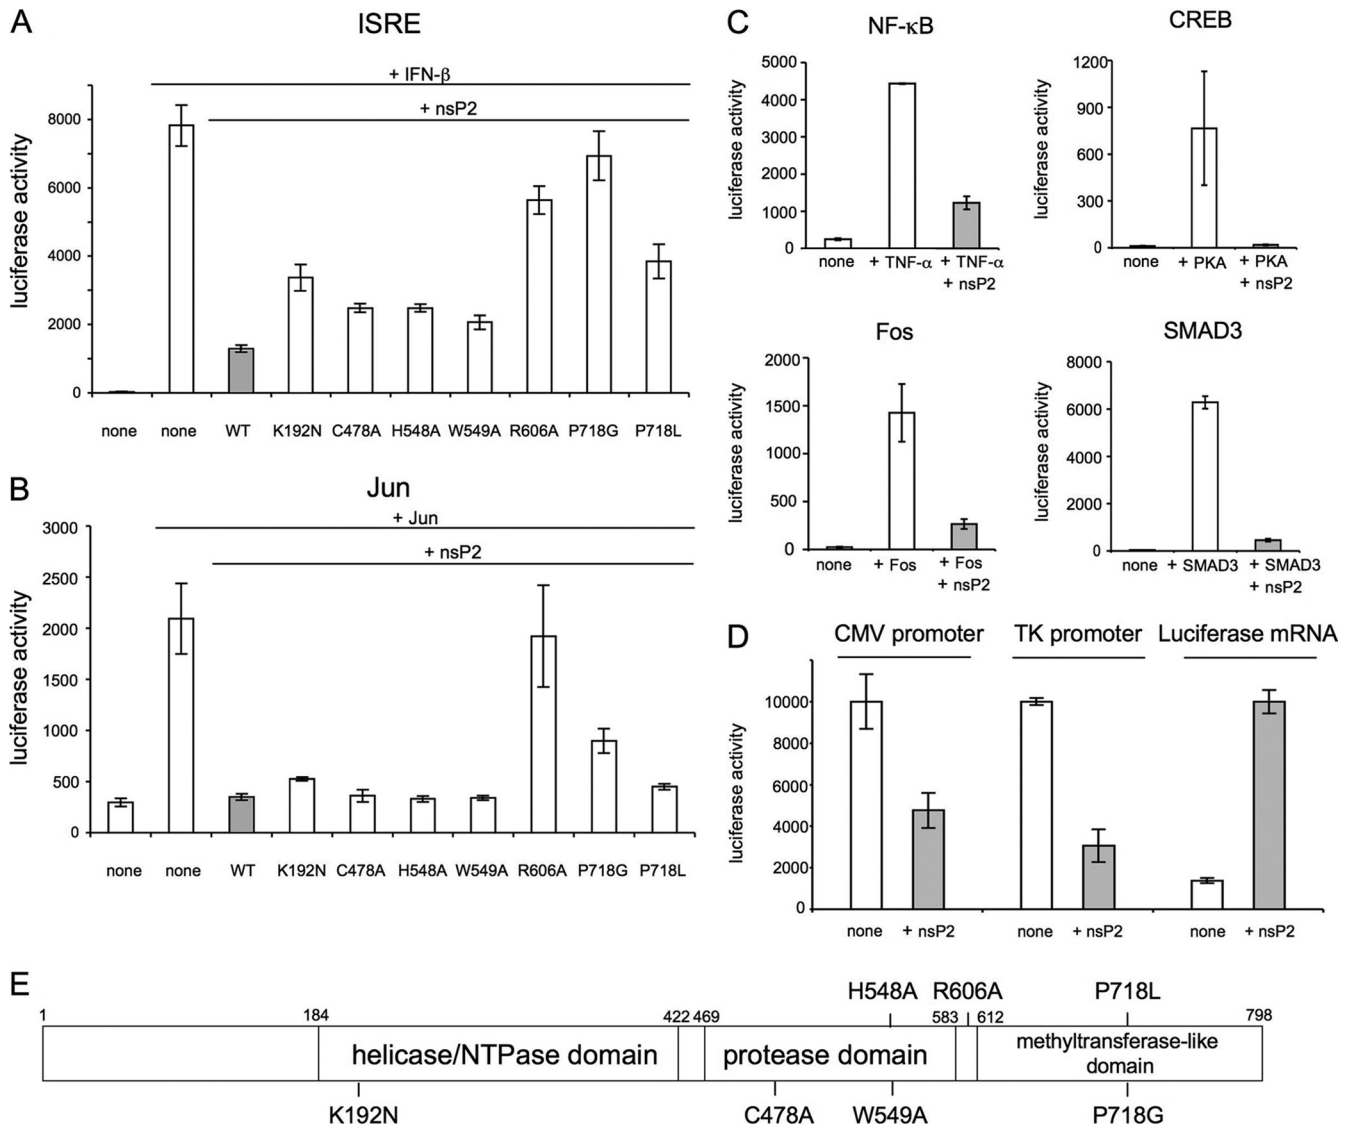 A
ISRE
+ IFN-β
+ nsP2
luciferase activity
8000
6000
4000
2000
0
none none WT K192N C478A H548A W549A R606A P718G P718L
B
Jun
+ Jun
+ nsP2
luciferase activity
3000
2500
2000
1500
1000
500
0
none none WT K192N C478A H548A W549A R606A P718G P718L
C
NF-κB
luciferase activity
5000
4000
3000
2000
1000
0
none + TNF-α + TNF-α
+ nsP2
CREB
luciferase activity
1200
900
600
300
0
none + PKA + PKA
+ nsP2
Fos
luciferase activity
2000
1500
1000
500
0
none + Fos + Fos
+ nsP2
SMAD3
luciferase activity
8000
6000
4000
2000
0
none + SMAD3 + SMAD3
+ nsP2
D
CMV promoter TK promoter Luciferase mRNA
luciferase activity
10000
8000
6000
4000
2000
0
none + nsP2 none + nsP2 none + nsP2
E
H548A R606A P718L
1 184 422 469 583 612 798
helicase/NTPase domain protease domain methyltransferase-like
domain
K192N C478A W549A P718G